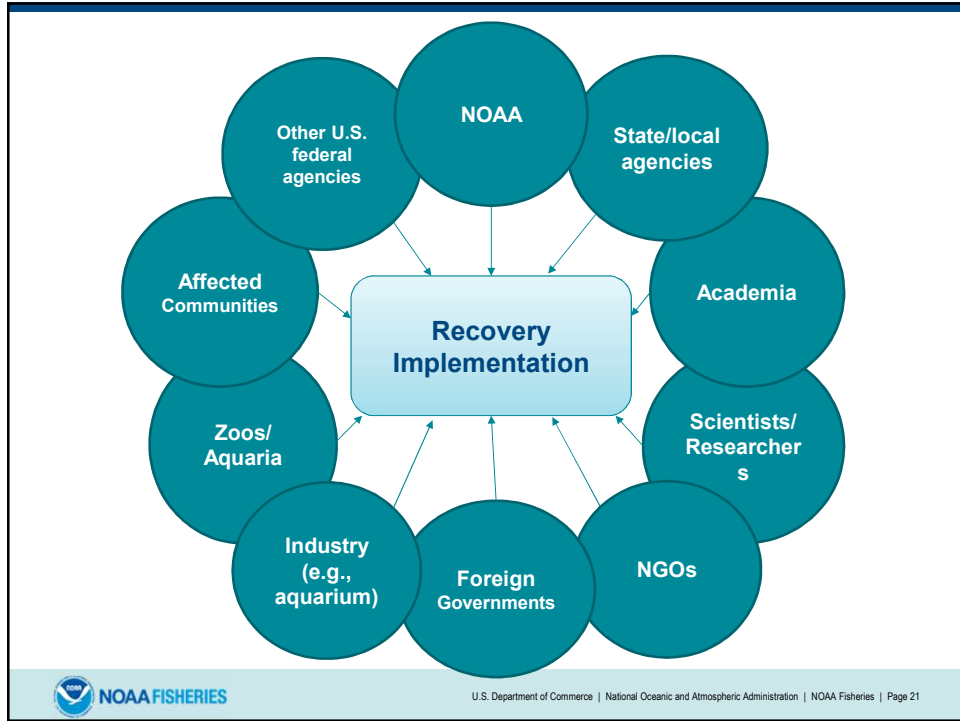 NOAA
Other U.S.
federal
agencies
State/local
agencies
Affected
Communities
Academia
Recovery
Implementation
Zoos/
Aquaria
Scientists/
Researcher
s
Industry
(e.g.,
aquarium)
Foreign
Governments
NGOs
NOAA
NOAA FISHERIES
U.S. Department of Commerce | National Oceanic and Atmospheric Administration | NOAA Fisheries | Page 21